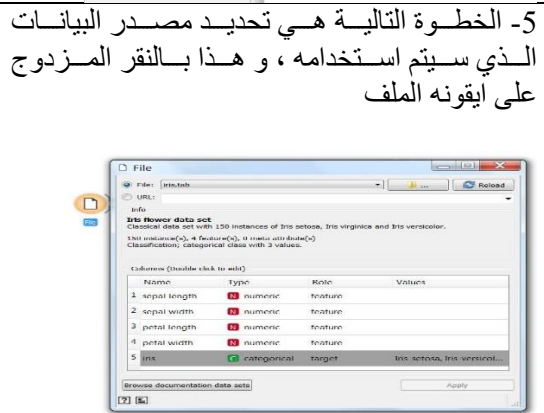 5- الخطوة التالية هي تحديد مصدر البيانات
الذي سيتم استخدامه ، و هذا بالنقر المزدوج
على ايقونه الملف
File
File: iris.tab ... Reload
URL:
Info
Iris flower data set
Classical data set with 150 instances of Iris setosa, Iris virginica and Iris versicolor.
150 instance(s), 4 feature(s), 0 meta attribute(s)
Classification; categorical class with 3 values.
Columns (Double click to edit)
Name Type Role Values
1 sepal length N numeric feature
2 sepal width N numeric feature
3 petal length N numeric feature
4 petal width N numeric feature
5 iris C categorical target Iris-setosa, Iris-versicol...
Browse documentation data sets Apply
File